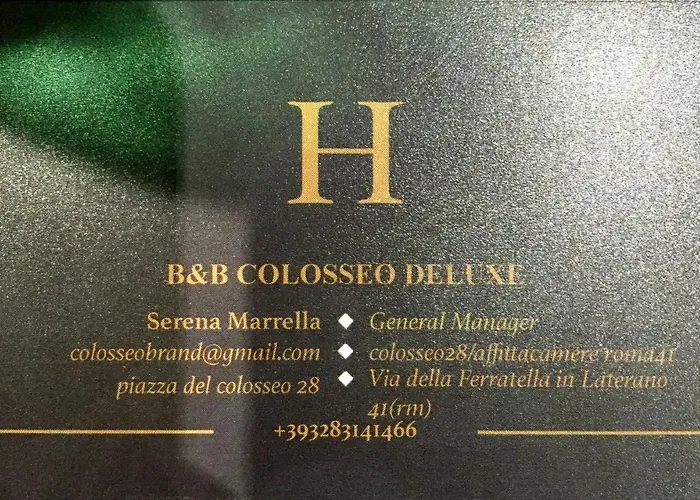 H
B&B COLOSSEO DELUXE
Serena Marrella ◆ General Manager
colosseobrand@gmail.com ◆ colosseo28/affittacamere roma41
piazza del colosseo 28 ◆ Via della Ferratella in Laterano
41(rm)
+393283141466